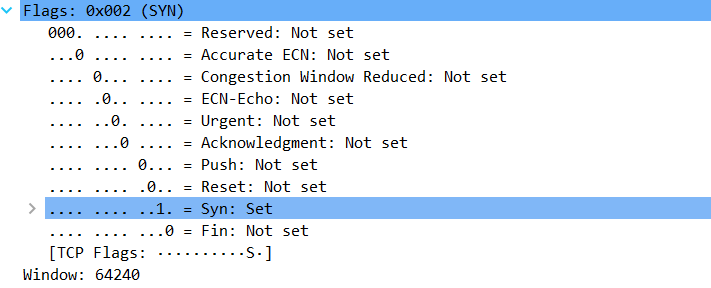 Flags: 0x002 (SYN)
000. .... .... = Reserved: Not set
...0 .... .... = Accurate ECN: Not set
.... 0... .... = Congestion Window Reduced: Not set
.... .0.. .... = ECN-Echo: Not set
.... ..0. .... = Urgent: Not set
.... ...0 .... = Acknowledgment: Not set
.... .... 0... = Push: Not set
.... .... .0.. = Reset: Not set
.... .... ..1. = Syn: Set
.... .... ...0 = Fin: Not set
[TCP Flags: ··········S·]
Window: 64240